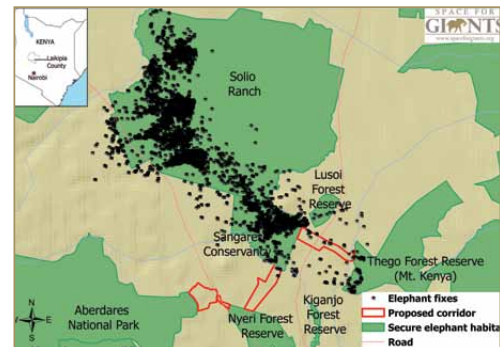 KENYA
Laikipia
County
Nairobi
SPACE FOR
GIANTS
www.spaceforgiants.org
Solio
Ranch
Lusoi
Forest
Reserve
Sangare
Conservancy
Thego Forest Reserve
(Mt. Kenya)
Aberdares
National Park
Nyeri Forest
Reserve
Kiganjo
Forest
Reserve
N
W
E
S
Elephant fixes
Proposed corridor
Secure elephant habita
Road